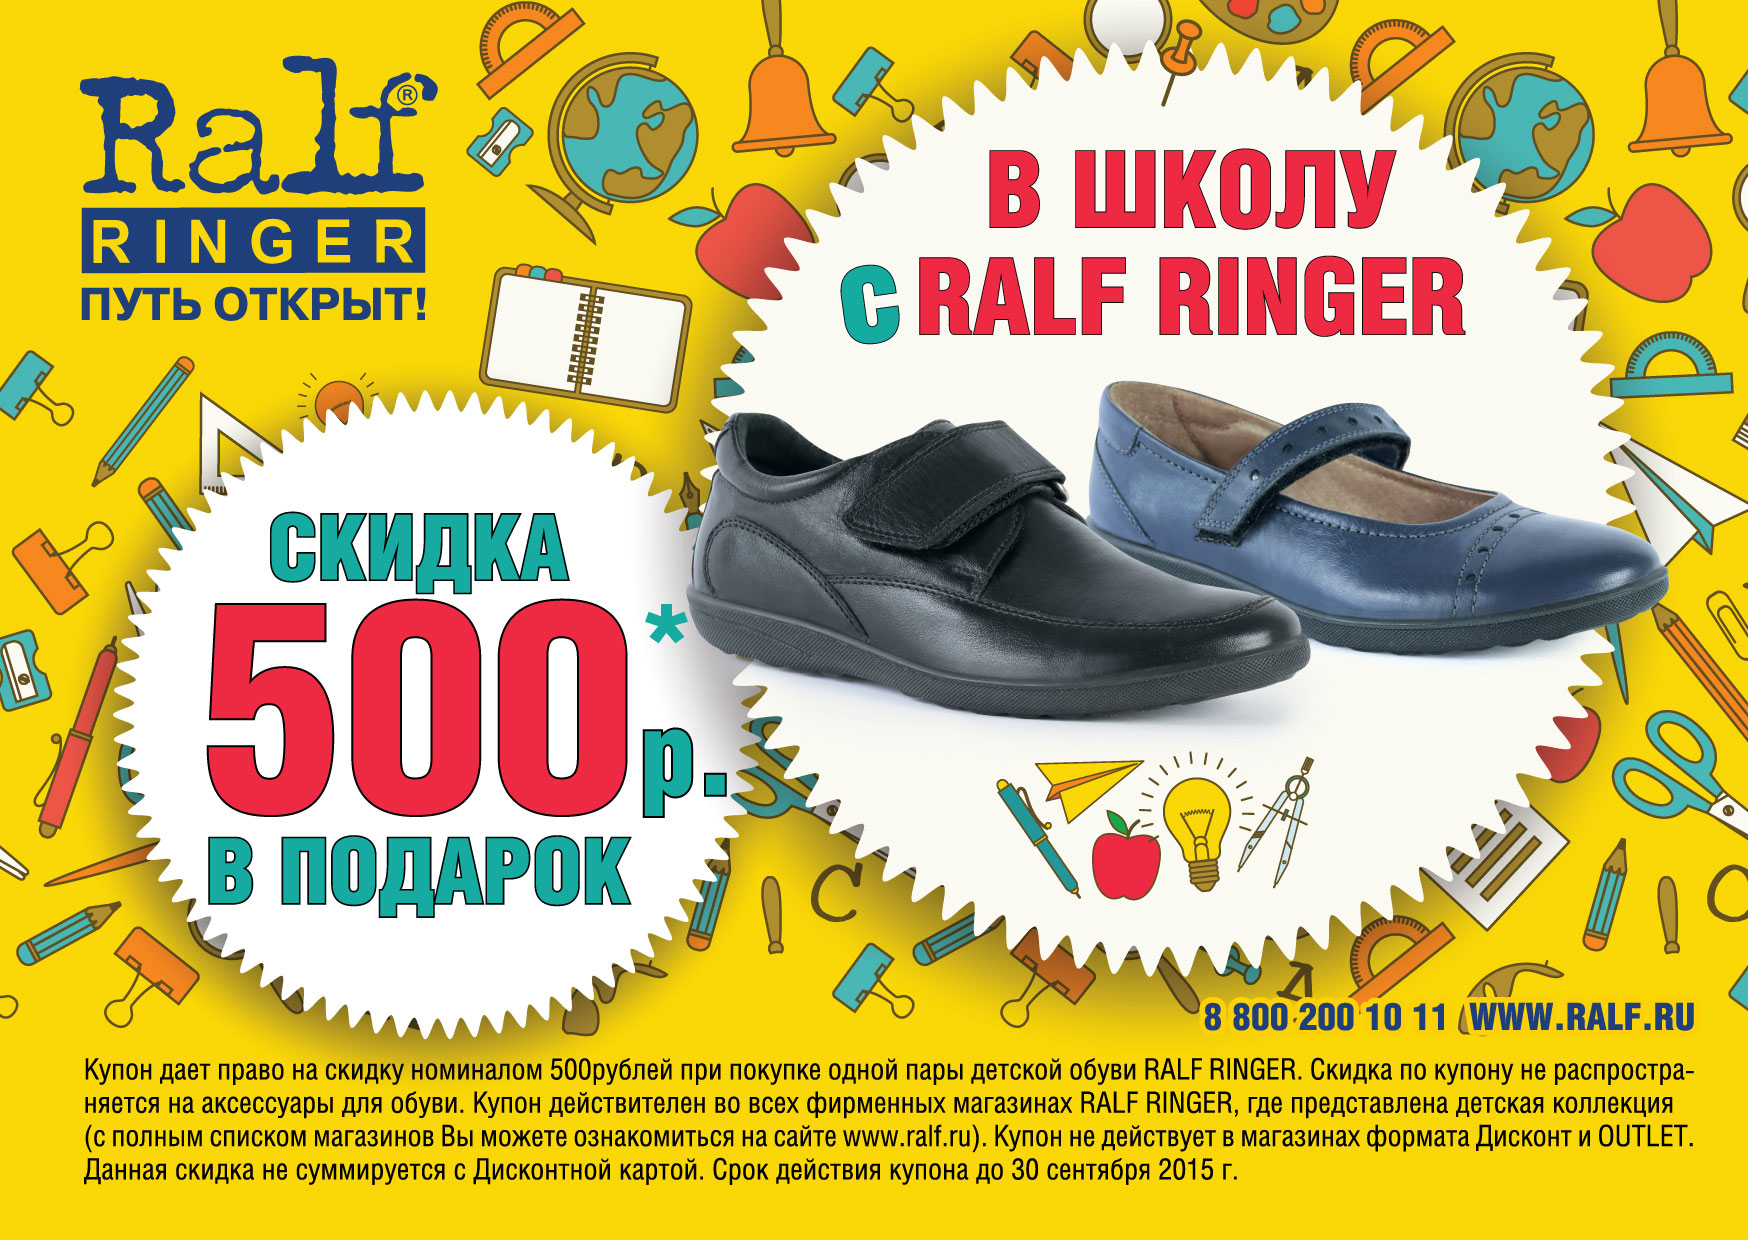 Ralf®
RINGER
ПУТЬ ОТКРЫТ!
В ШКОЛУ
с RALF RINGER
СКИДКА
500*р.
В ПОДАРОК
8 800 200 10 11 WWW.RALF.RU
Купон дает право на скидку номиналом 500рублей при покупке одной пары детской обуви RALF RINGER. Скидка по купону не распростра-
няется на аксессуары для обуви. Купон действителен во всех фирменных магазинах RALF RINGER, где представлена детская коллекция
(с полным списком магазинов Вы можете ознакомиться на сайте www.ralf.ru). Купон не действует в магазинах формата Дисконт и OUTLET.
Данная скидка не суммируется с Дисконтной картой. Срок действия купона до 30 сентября 2015 г.